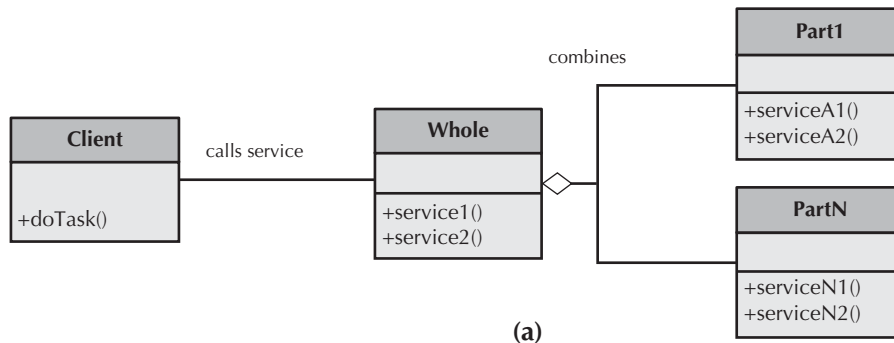 Client
+doTask()
calls service
Whole
+service1()
+service2()
combines
Part1
+serviceA1()
+serviceA2()
PartN
+serviceN1()
+serviceN2()
(a)